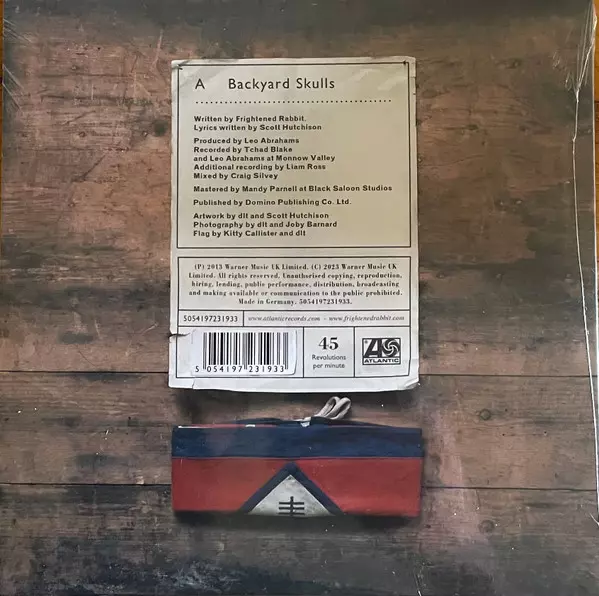 A Backyard Skulls
Written by Frightened Rabbit.
Lyrics written by Scott Hutchison
Produced by Leo Abrahams
Recorded by Tchad Blake
and Leo Abrahams at Monnow Valley
Additional recording by Liam Ross
Mixed by Craig Silvey
Mastered by Mandy Parnell at Black Saloon Studios
Published by Domino Publishing Co. Ltd.
Artwork by dlt and Scott Hutchison
Photography by dlt and Joby Barnard
Flag by Kitty Callister and dlt
(P) 2013 Warner Music UK Limited. (C) 2023 Warner Music UK
Limited. All rights reserved. Unauthorised copying, reproduction,
hiring, lending, public performance, distribution, broadcasting
and making available or communication to the public prohibited.
Made in Germany. 5054197231933.
5054197231933 www.atlanticrecords.com - www.frightenedrabbit.com
5 054197 231933
45
Revolutions
per minute
ATLANTIC